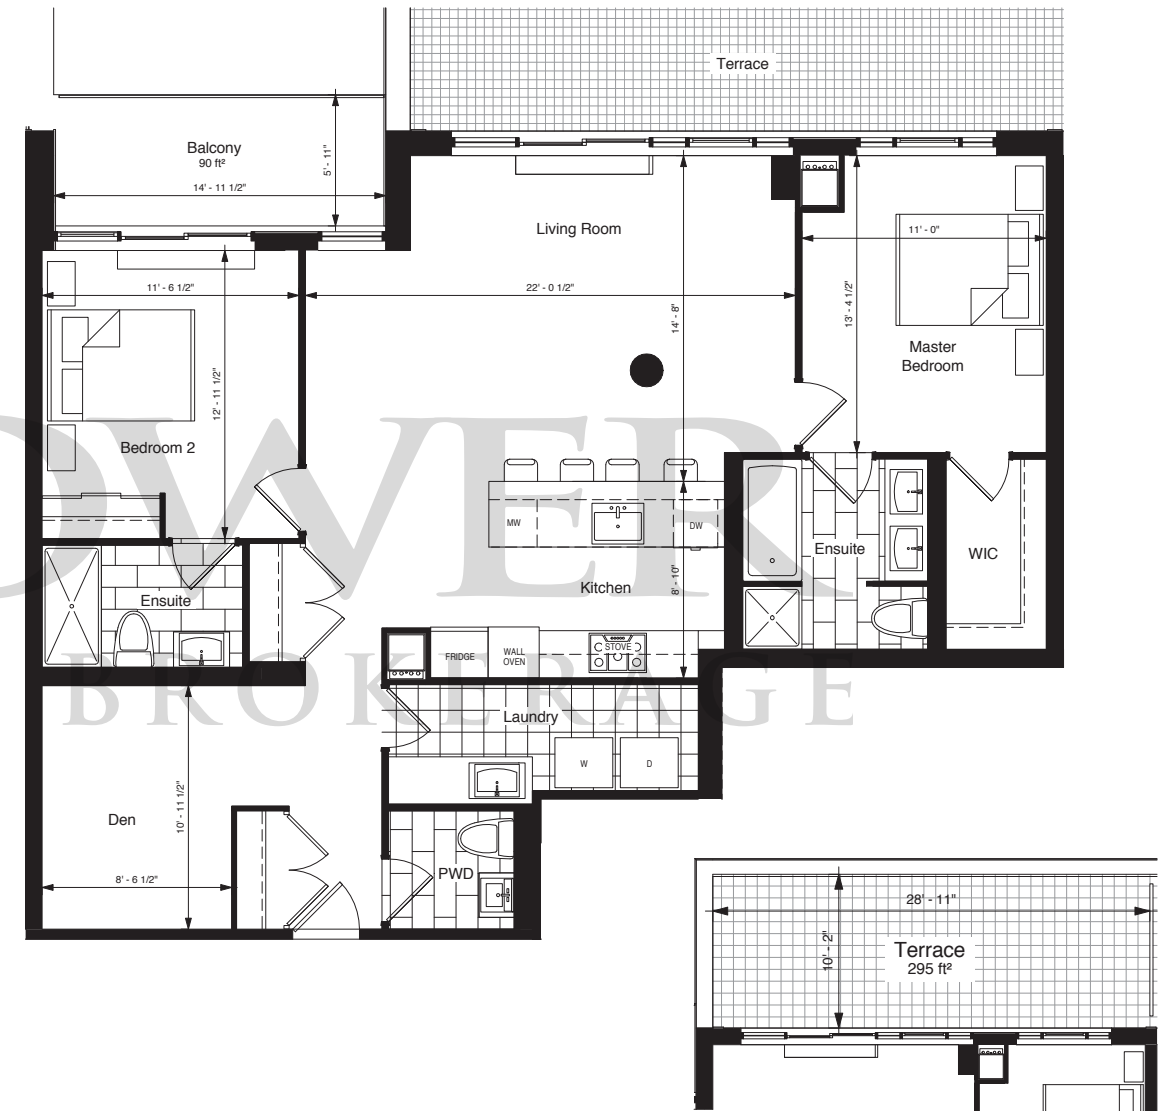 Terrace
Balcony
90 ft²
14' - 11 1/2"
5' - 11"
Living Room
11' - 0"
11' - 6 1/2"
22' - 0 1/2"
14' - 8"
13' - 4 1/2"
Master
Bedroom
12' - 11 1/2"
Bedroom 2
OWER
MW
DW
Ensuite
WIC
Kitchen
8' - 10"
Ensuite
FRIDGE
WALL
OVEN
STOVE
BROKERAGE
Laundry
W
D
Den
10' - 11 1/2"
8' - 6 1/2"
PWD
28' - 11"
10' - 2"
Terrace
295 ft²